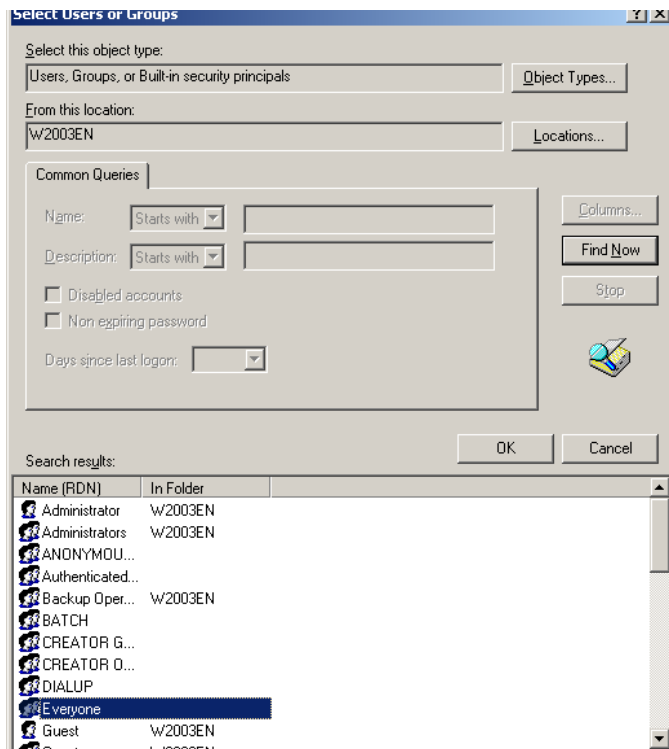 Select Users or Groups
Select this object type:
Users, Groups, or Built-in security principals
Object Types...
From this location:
W2003EN
Locations...
Common Queries
Name: Starts with
Columns...
Description: Starts with
Find Now
Disabled accounts
Stop
Non expiring password
Days since last logon:
OK Cancel
Search results:
Name (RDN) In Folder
Administrator W2003EN
Administrators W2003EN
ANONYMOU...
Authenticated...
Backup Oper... W2003EN
BATCH
CREATOR G...
CREATOR O...
DIALUP
Everyone
Guest W2003EN